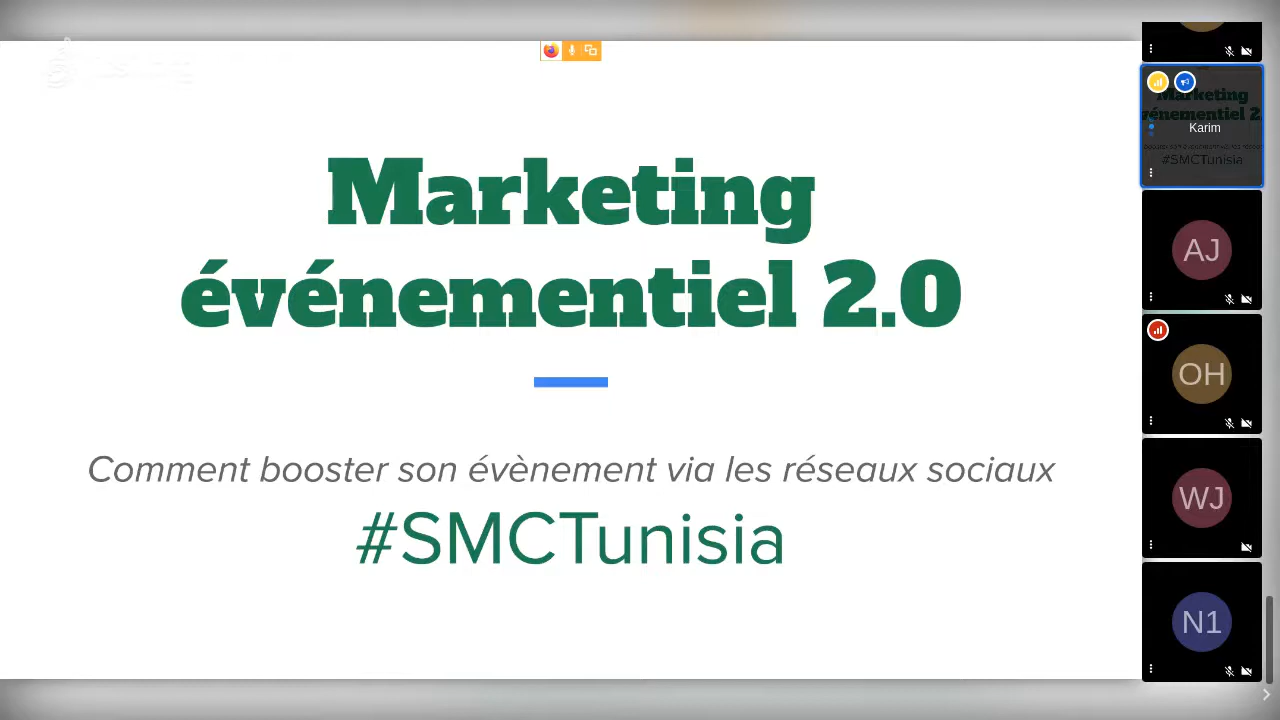 Marketing
événementiel 2.0
Comment booster son évènement via les réseaux sociaux
#SMCTunisia
Karim
AJ
OH
WJ
N1